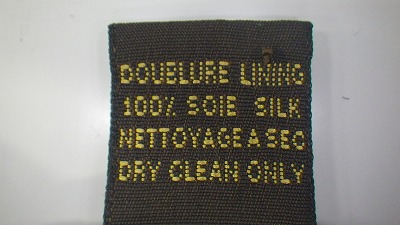 DOUBLURE LINING
100% SOIE SILK
NETTOYAGE A SEC
DRY CLEAN ONLY